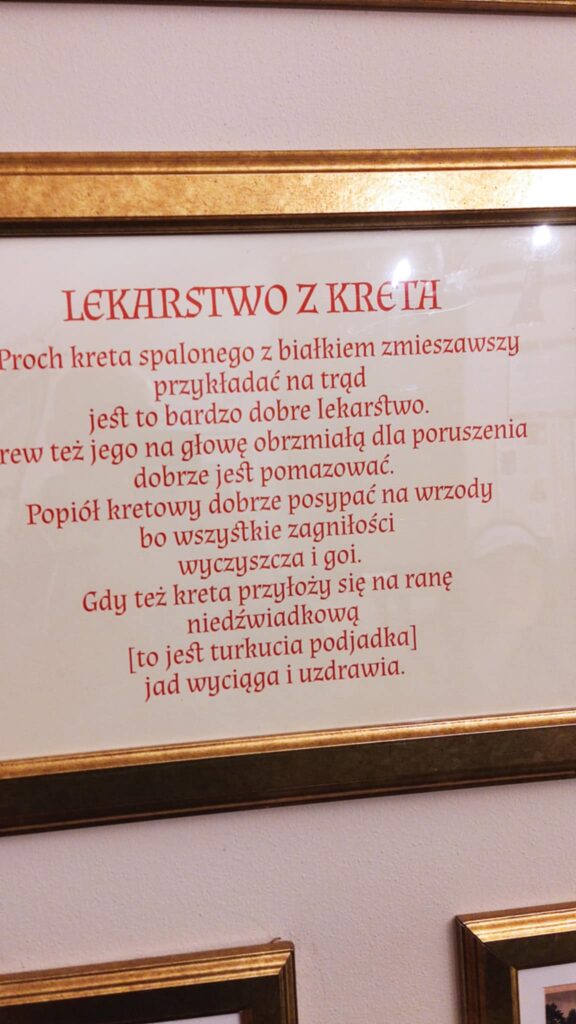 LEKARSTWO Z KRETA
Proch kreta spalonego z białkiem zmieszawszy
przykładać na trąd
jest to bardzo dobre lekarstwo.
rew też jego na głowę obrzmiałą dla poruszenia
dobrze jest pomazować.
Popiół kretowy dobrze posypać na wrzody
bo wszystkie zagniłości
wyczyszcza i goi.
Gdy też kreta przyłoży się na ranę
niedźwiadkową
[to jest turkucia podjadka]
jad wyciąga i uzdrawia.